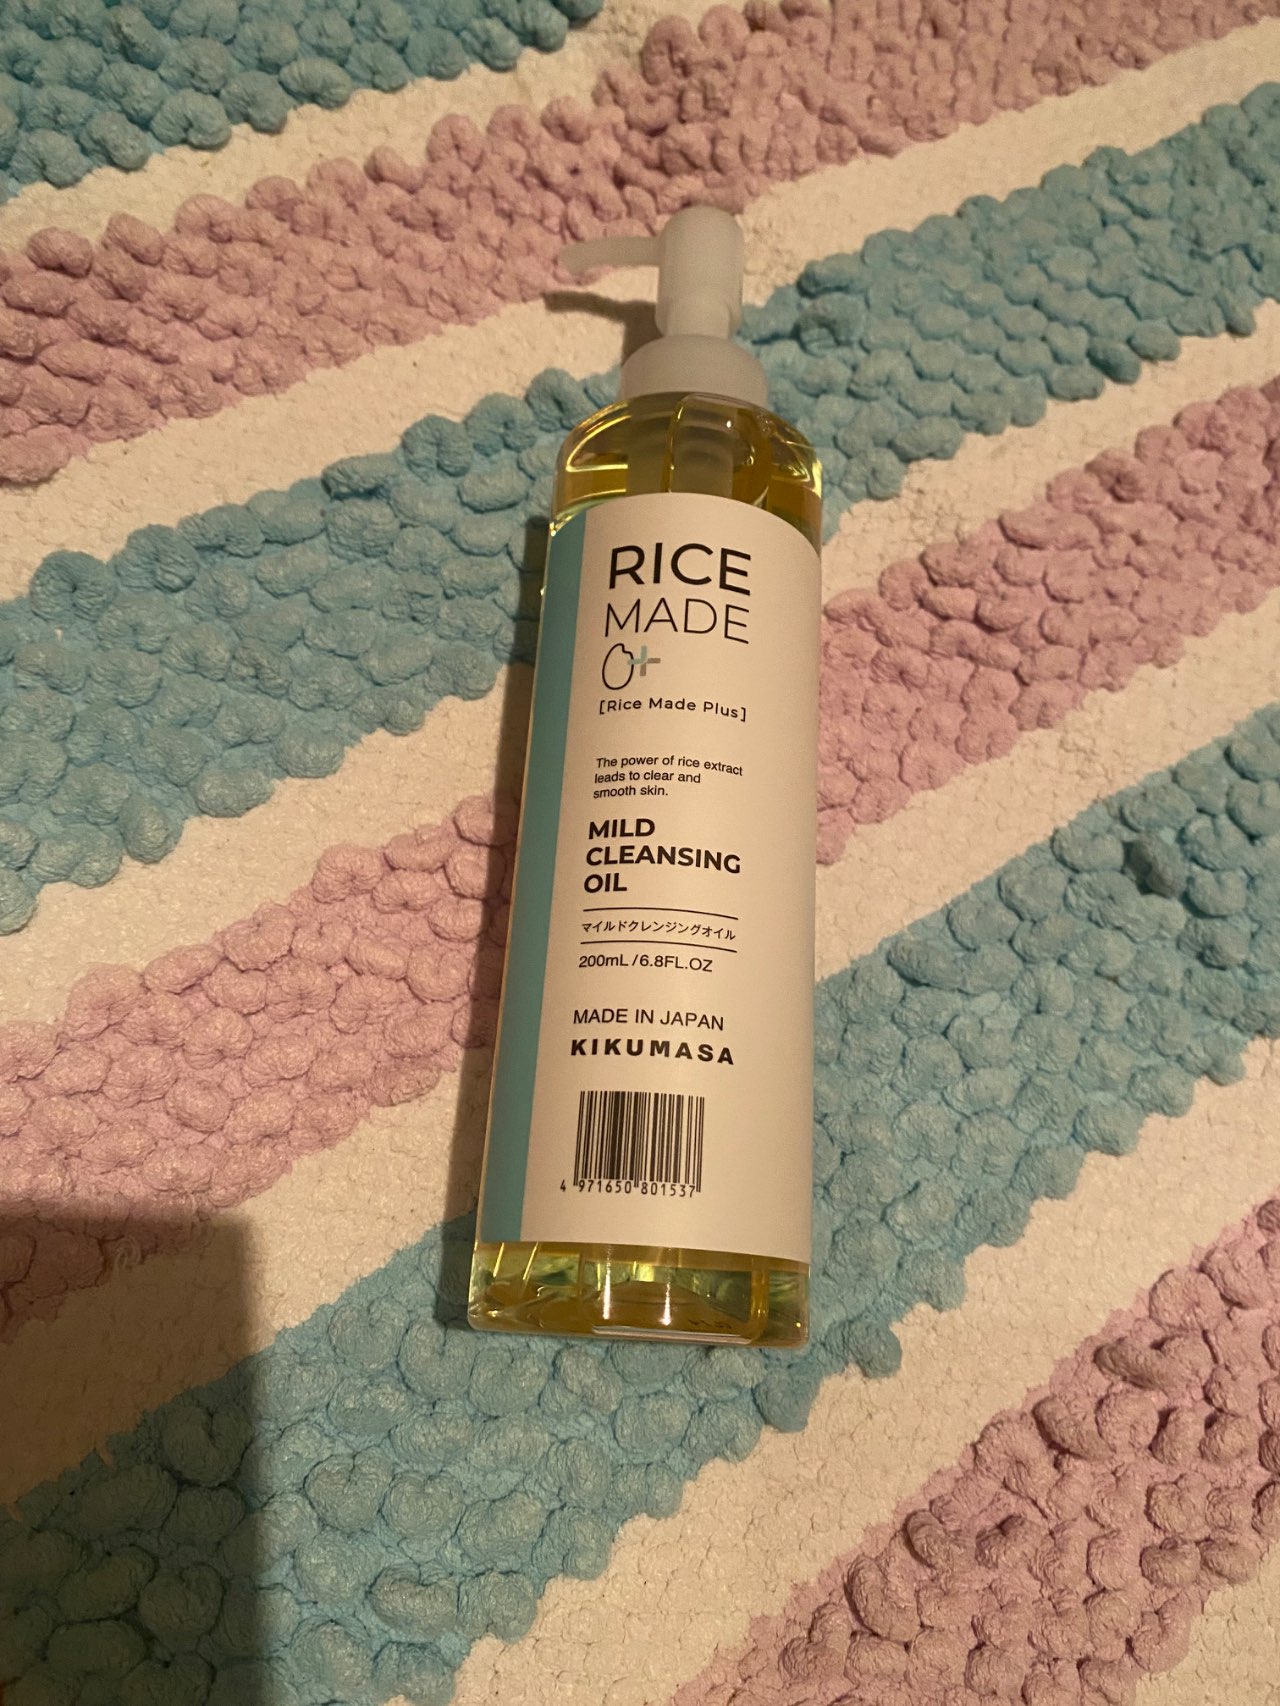 RICE
MADE
[Rice Made Plus]
The power of rice extract
leads to clear and
smooth skin.
MILD
CLEANSING
OIL
マイルドクレンジングオイル
200mL/6.8FL.OZ
MADE IN JAPAN
KIKUMASA
4 971650 801537